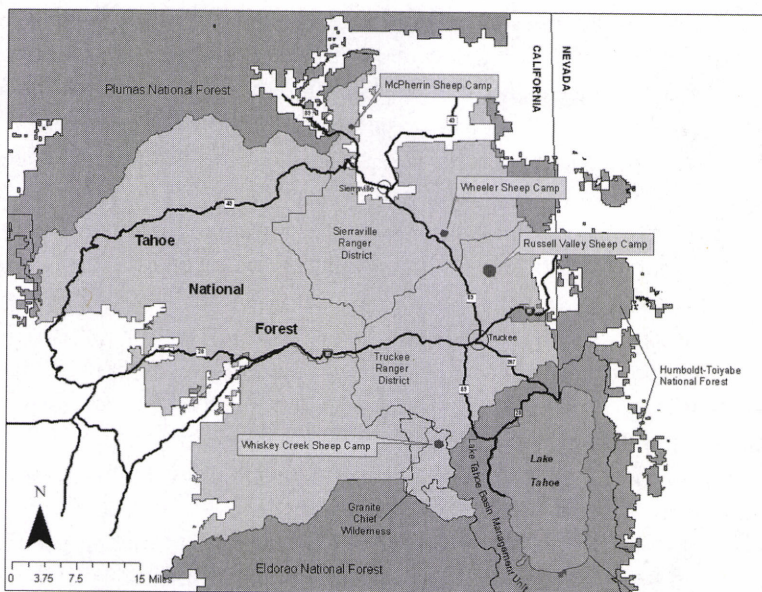 CALIFORNIA
NEVADA
Plumas National Forest
McPherrin Sheep Camp
Sierraville
49
89
49
Wheeler Sheep Camp
Tahoe
Sierraville
Ranger
District
Russell Valley Sheep Camp
National
89
Forest
Truckee
20
Truckee
Ranger
District
267
89
28
Humboldt-Toiyabe
National Forest
Whiskey Creek Sheep Camp
Lake
Tahoe
Lake Tahoe Basin Management Unit
N
Granite
Chief
Wilderness
Eldorao National Forest
0 3.75 7.5 15 Miles